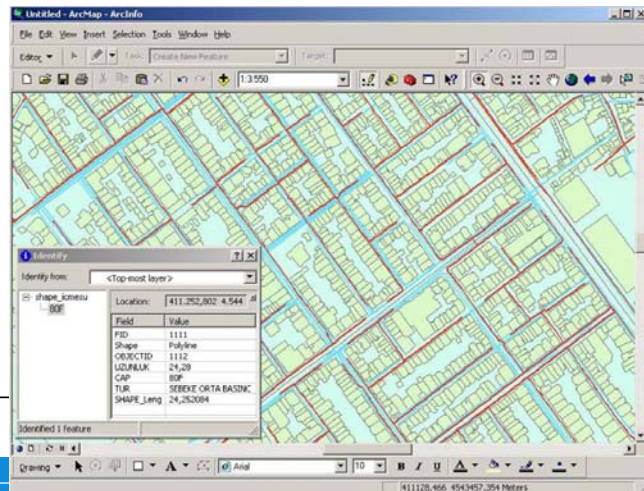 Untitled - ArcMap - ArcInfo
File Edit View Insert Selection Tools Window Help
Editor Task: Create New Feature Target:
1:3.550
Identify
Identify from: <Top-most layer>
shape_icmesu
80F
Location: 411.252,802 4.544
Field Value
FID 1111
Shape Polyline
OBJECTID 1112
UZUNLUK 24,28
CAP 80F
TUR SEBEKE ORTA BASINC
SHAPE_Leng 24,252084
Identified 1 feature
Drawing A Arial 10 B I U A
411128,466 4543457,354 Meters